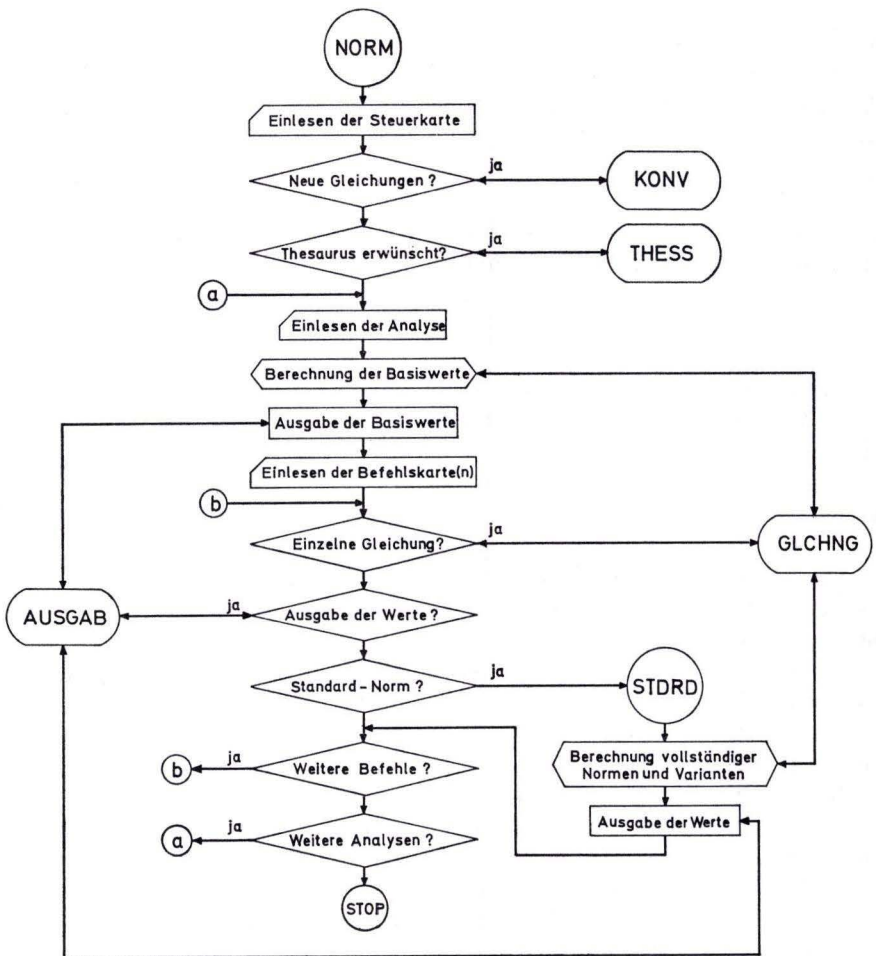 NORM
Einlesen der Steuerkarte
Neue Gleichungen ?
ja
KONV
Thesaurus erwünscht?
ja
THESS
a
Einlesen der Analyse
Berechnung der Basiswerte
Ausgabe der Basiswerte
Einlesen der Befehlskarte(n)
b
Einzelne Gleichung?
ja
GLCHNG
AUSGAB
ja
Ausgabe der Werte ?
Standard-Norm ?
ja
STDRD
b
ja
Weitere Befehle ?
Berechnung vollständiger
Normen und Varianten
Ausgabe der Werte
a
ja
Weitere Analysen ?
STOP